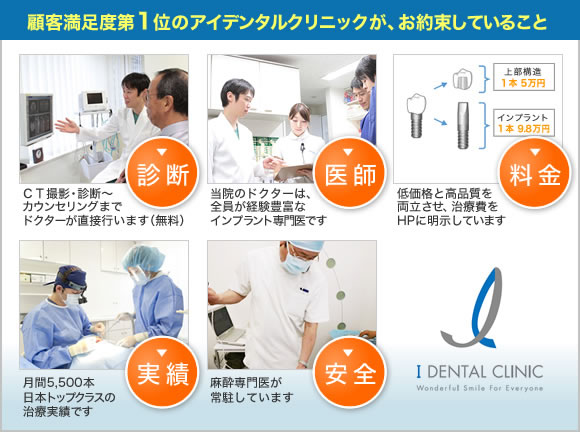 顧客満足度第1位のアイデンタルクリニックが、お約束していること
診断
CT撮影・診断～
カウンセリングまで
ドクターが直接行います(無料)
医師
当院のドクターは、
全員が経験豊富な
インプラント専門医です
上部構造
1本 5万円
インプラント
1本 9.8万円
料金
低価格と高品質を
両立させ、治療費を
HPに明示しています
実績
月間5,500本
日本トップクラスの
治療実績です
安全
麻酔専門医が
常駐しています
I DENTAL CLINIC
Wonderful Smile For Everyone